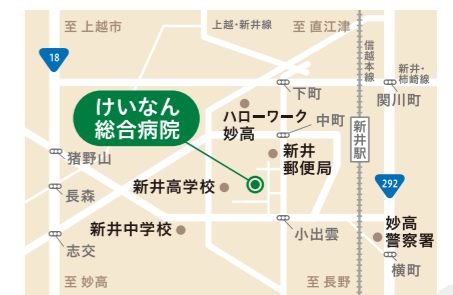 至 上越市
上越・新井線
至 直江津
18
信越本線
新井・
柿崎線
下町
関川町
けいなん
総合病院
ハローワーク
妙高
中町
新井駅
猪野山
新井
郵便局
新井高学校
292
長森
新井中学校
小出雲
妙高
警察署
志交
横町
至 妙高
至 長野